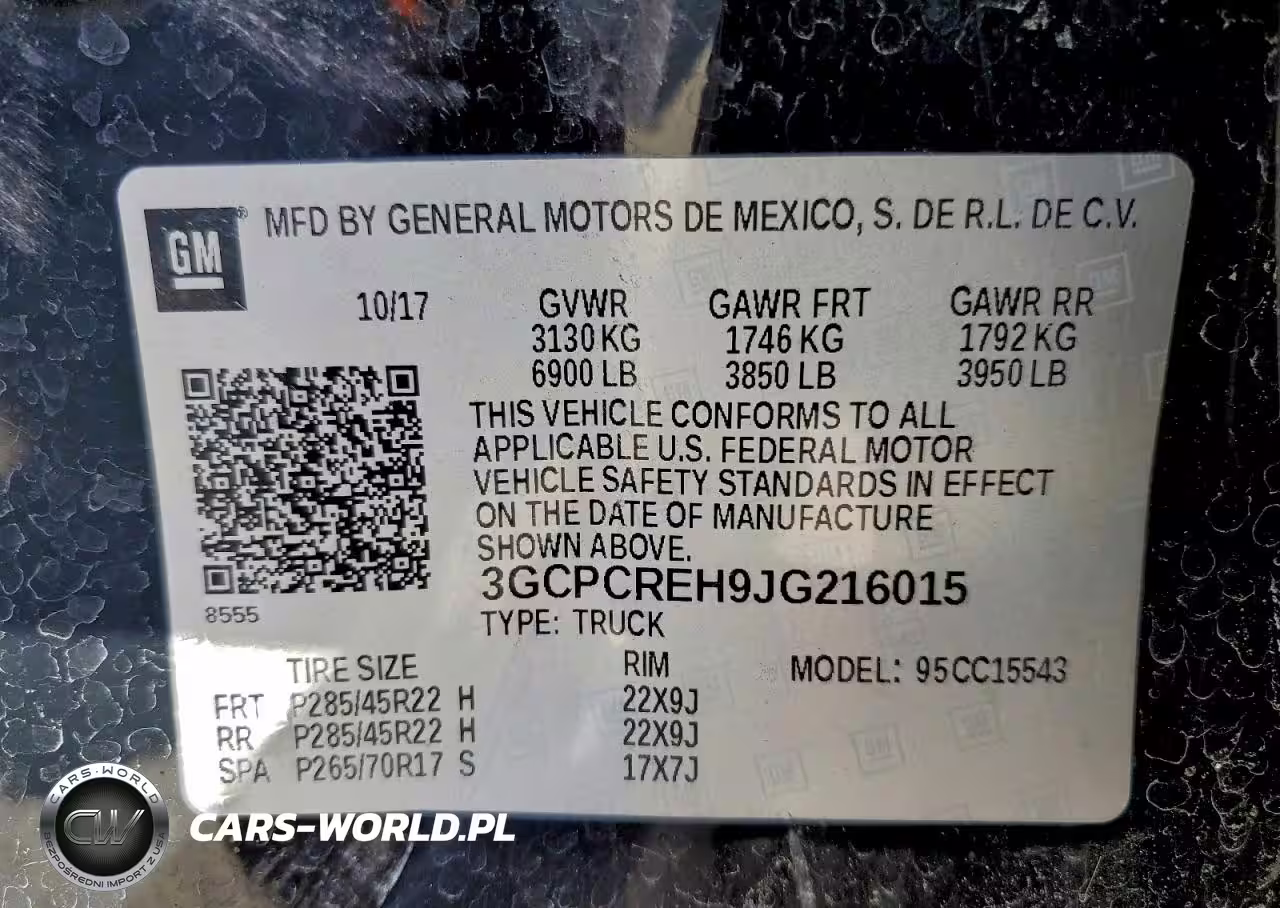 GM
MFD BY GENERAL MOTORS DE MEXICO, S. DE R.L. DE C.V.
10/17 GVWR GAWR FRT GAWR RR
3130 KG 1746 KG 1792 KG
6900 LB 3850 LB 3950 LB
THIS VEHICLE CONFORMS TO ALL
APPLICABLE U.S. FEDERAL MOTOR
VEHICLE SAFETY STANDARDS IN EFFECT
ON THE DATE OF MANUFACTURE
SHOWN ABOVE.
3GCPCREH9JG216015
8555
TYPE: TRUCK
TIRE SIZE RIM MODEL: 95CC15543
FRT P285/45R22 H 22X9J
RR P285/45R22 H 22X9J
SPA P265/70R17 S 17X7J
CARS-WORLD
CW
BEZPOŚREDNI IMPORT Z USA
CARS-WORLD.PL